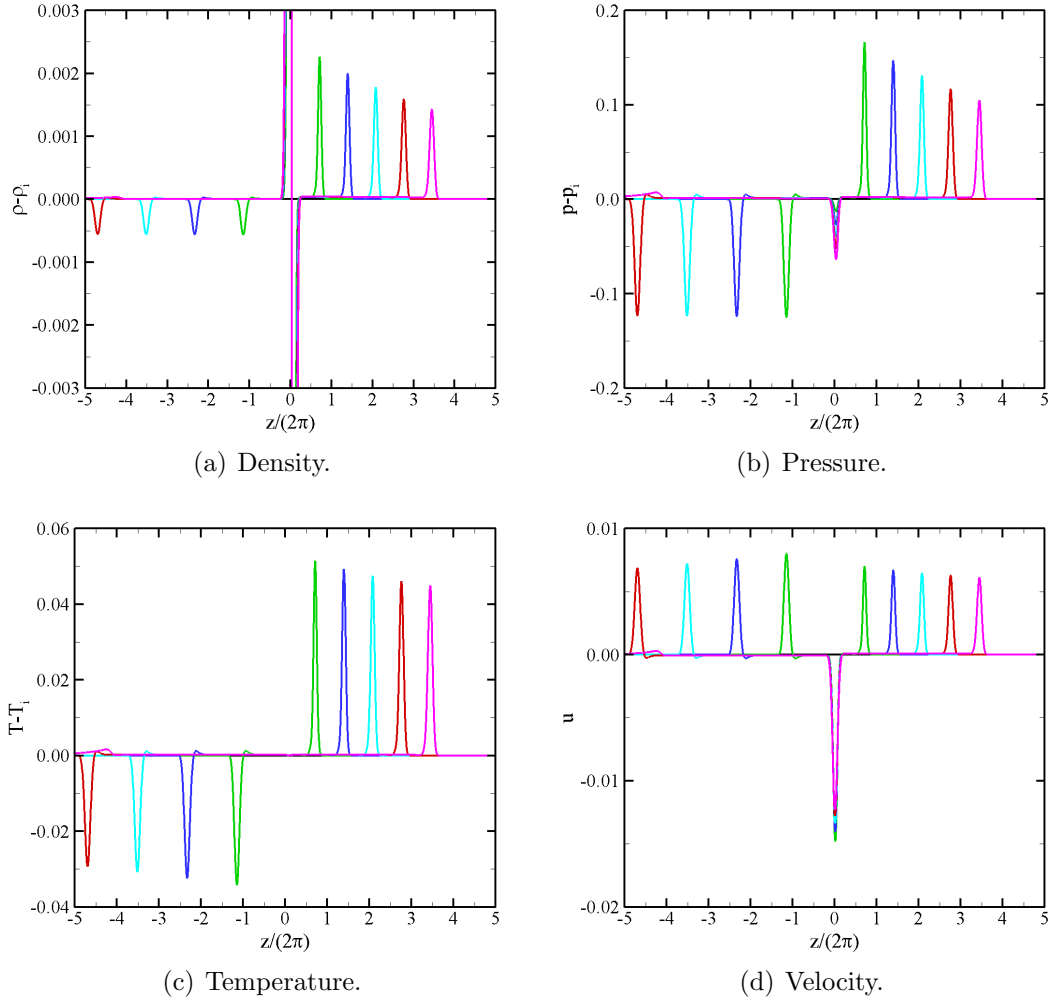 0.003
0.002
0.001
0.000
-0.001
-0.002
-0.003
ρ-ρi
-5 -4 -3 -2 -1 0 1 2 3 4 5
z/(2π)
(a) Density.
0.2
0.1
0.0
-0.1
-0.2
p-pi
-5 -4 -3 -2 -1 0 1 2 3 4 5
z/(2π)
(b) Pressure.
0.06
0.04
0.02
0.00
-0.02
-0.04
T-Ti
-5 -4 -3 -2 -1 0 1 2 3 4 5
z/(2π)
(c) Temperature.
0.01
0.00
-0.01
-0.02
u
-5 -4 -3 -2 -1 0 1 2 3 4 5
z/(2π)
(d) Velocity.